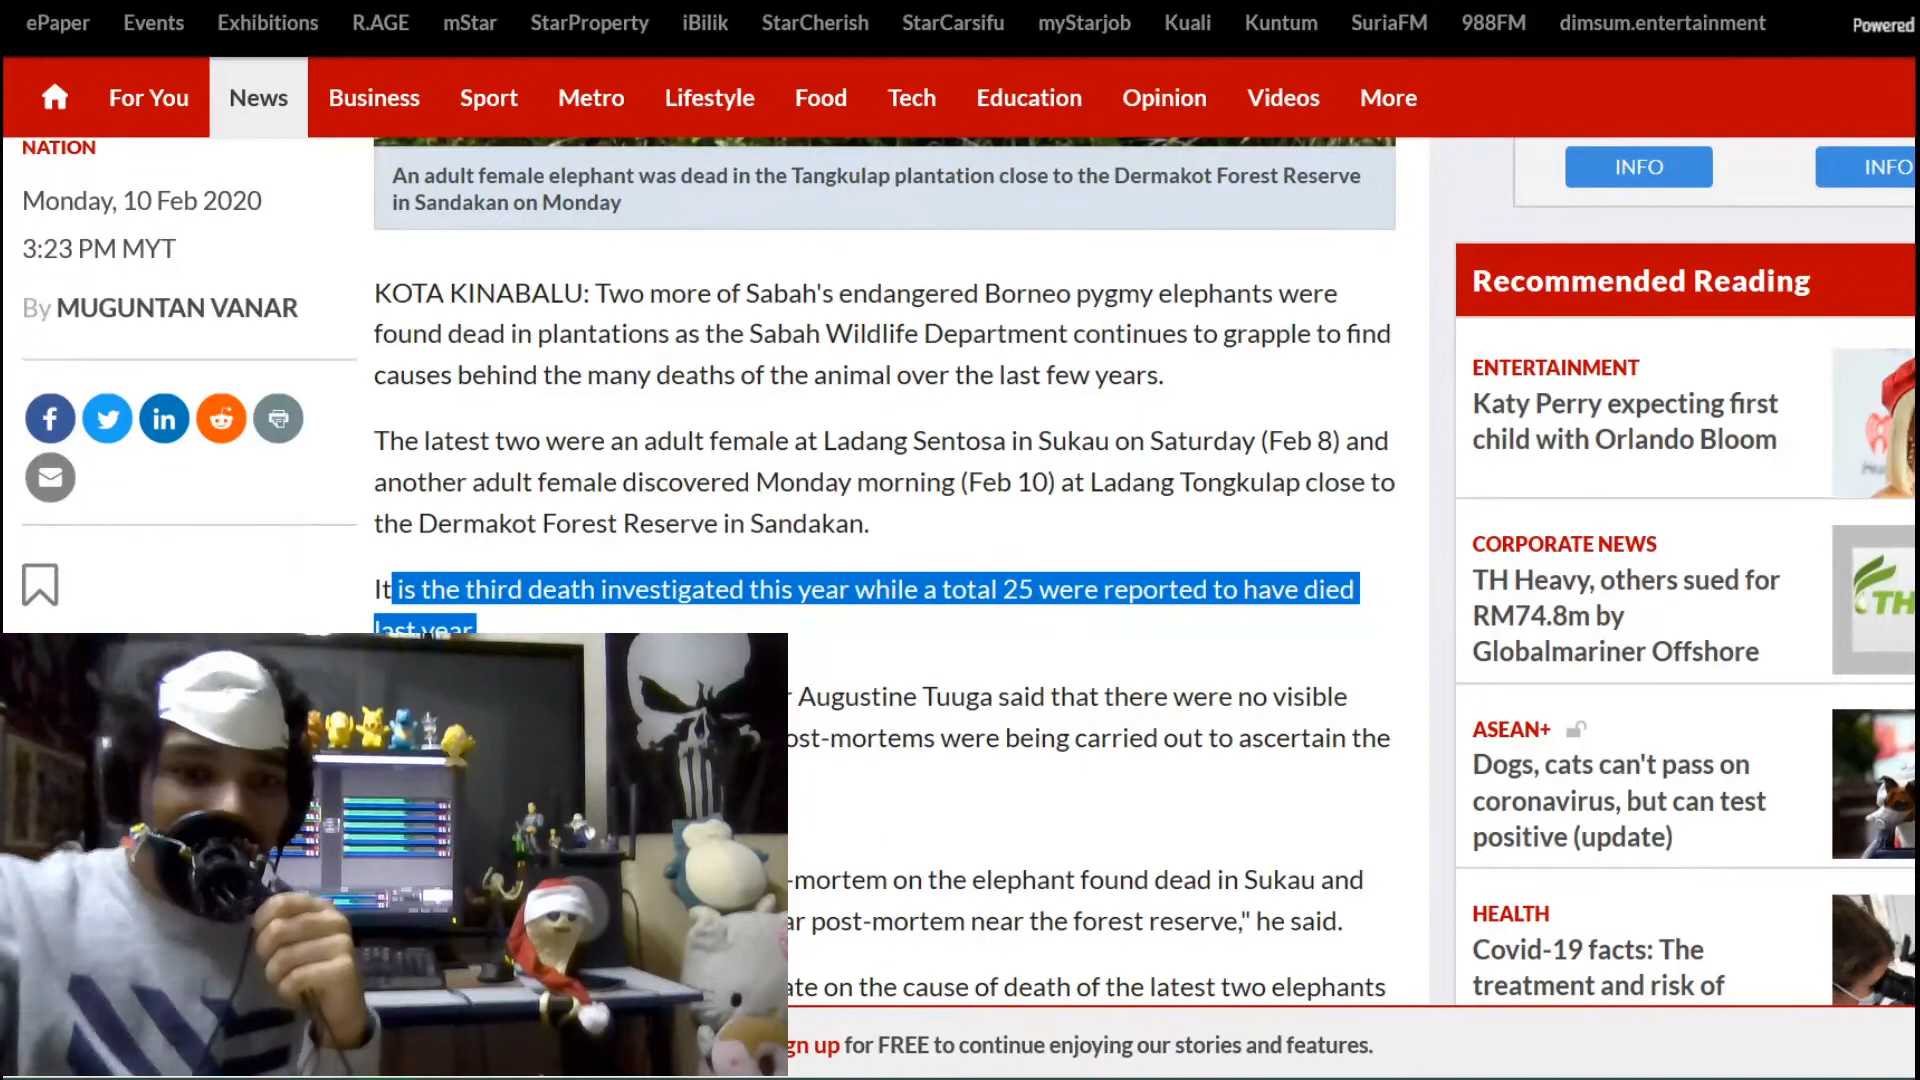 ePaper Events Exhibitions R.AGE mStar StarProperty iBilik StarCherish StarCarsifu myStarjob Kuali Kuntum SuriaFM 988FM dimsum.entertainment Powered
For You News Business Sport Metro Lifestyle Food Tech Education Opinion Videos More
NATION
Monday, 10 Feb 2020
3:23 PM MYT
By MUGUNTAN VANAR
An adult female elephant was dead in the Tangkulap plantation close to the Dermakot Forest Reserve
in Sandakan on Monday
KOTA KINABALU: Two more of Sabah's endangered Borneo pygmy elephants were
found dead in plantations as the Sabah Wildlife Department continues to grapple to find
causes behind the many deaths of the animal over the last few years.
The latest two were an adult female at Ladang Sentosa in Sukau on Saturday (Feb 8) and
another adult female discovered Monday morning (Feb 10) at Ladang Tongkulap close to
the Dermakot Forest Reserve in Sandakan.
It is the third death investigated this year while a total 25 were reported to have died
last year
Augustine Tuuga said that there were no visible
ost-mortems were being carried out to ascertain the
-mortem on the elephant found dead in Sukau and
ar post-mortem near the forest reserve," he said.
ate on the cause of death of the latest two elephants
gn up for FREE to continue enjoying our stories and features.
INFO
INFO
Recommended Reading
ENTERTAINMENT
Katy Perry expecting first
child with Orlando Bloom
CORPORATE NEWS
TH Heavy, others sued for
RM74.8m by
Globalmariner Offshore
TH
ASEAN+
Dogs, cats can't pass on
coronavirus, but can test
positive (update)
HEALTH
Covid-19 facts: The
treatment and risk of